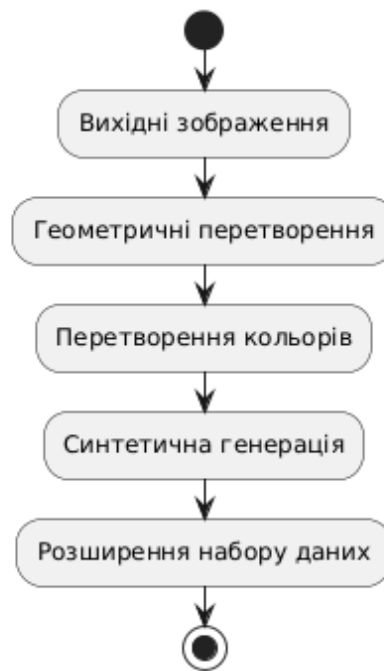 Вихідні зображення
Геометричні перетворення
Перетворення кольорів
Синтетична генерація
Розширення набору даних